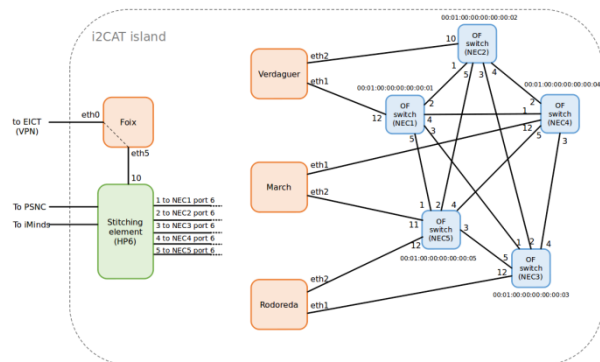 i2CAT island
00:01:00:00:00:00:00:02
OF
switch
(NEC2)
10
1
5
3
4
eth2
Verdaguer
eth1
00:01:00:00:00:00:00:01
OF
switch
(NEC1)
12
2
4
3
5
00:01:00:00:00:00:00:04
OF
switch
(NEC4)
2
1
12
5
3
to EICT
(VPN)
eth0
Foix
eth5
10
To PSNC
To iMinds
Stitching
element
(HP6)
1 to NEC1 port 6
2 to NEC2 port 6
3 to NEC3 port 6
4 to NEC4 port 6
5 to NEC5 port 6
eth1
March
eth2
1
2
4
11
12
3
OF
switch
(NEC5)
00:01:00:00:00:00:00:05
1
2
4
5
12
OF
switch
(NEC3)
00:01:00:00:00:00:00:03
eth2
Rodoreda
eth1